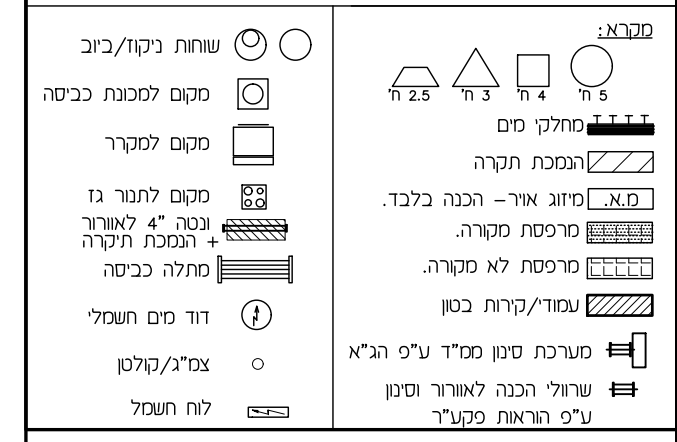 מקרא:
5 ח'
4 ח'
3 ח'
2.5 ח'
מחלקי מים
הנמכת תקרה
מ.א.
מיזוג אויר– הכנה בלבד.
מרפסת מקורה.
מרפסת לא מקורה.
עמודי/קירות בטון
מערכת סינון ממ"ד ע"פ הג"א
שרוולי הכנה לאוורור וסינון
ע"פ הוראות פקע"ר
שוחות ניקוז/ביוב
מקום למכונת כביסה
מקום למקרר
מקום לתנור גז
ונטה "4 לאוורור
+ הנמכת תיקרה
מתלה כביסה
דוד מים חשמלי
צמ"ג/קולטן
לוח חשמל